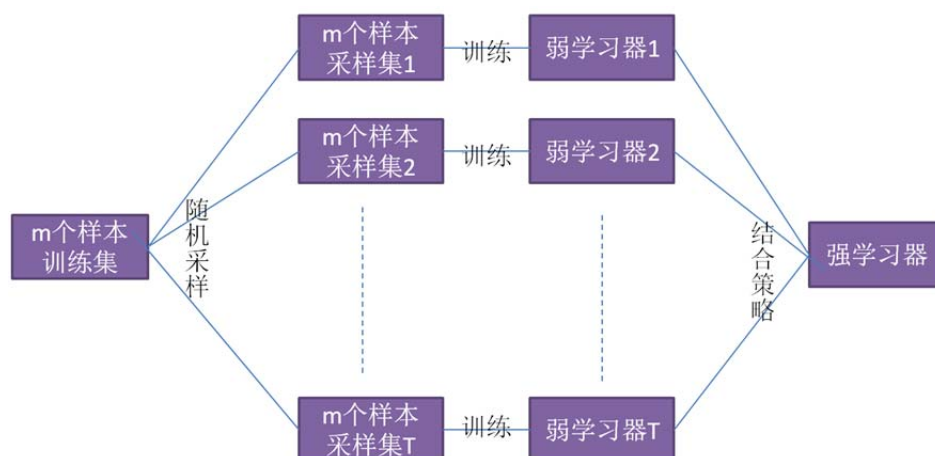 m个样本
采样集1
训练
弱学习器1
m个样本
采样集2
训练
弱学习器2
m个样本
训练集
随机采样
结合策略
强学习器
m个样本
采样集T
训练
弱学习器T